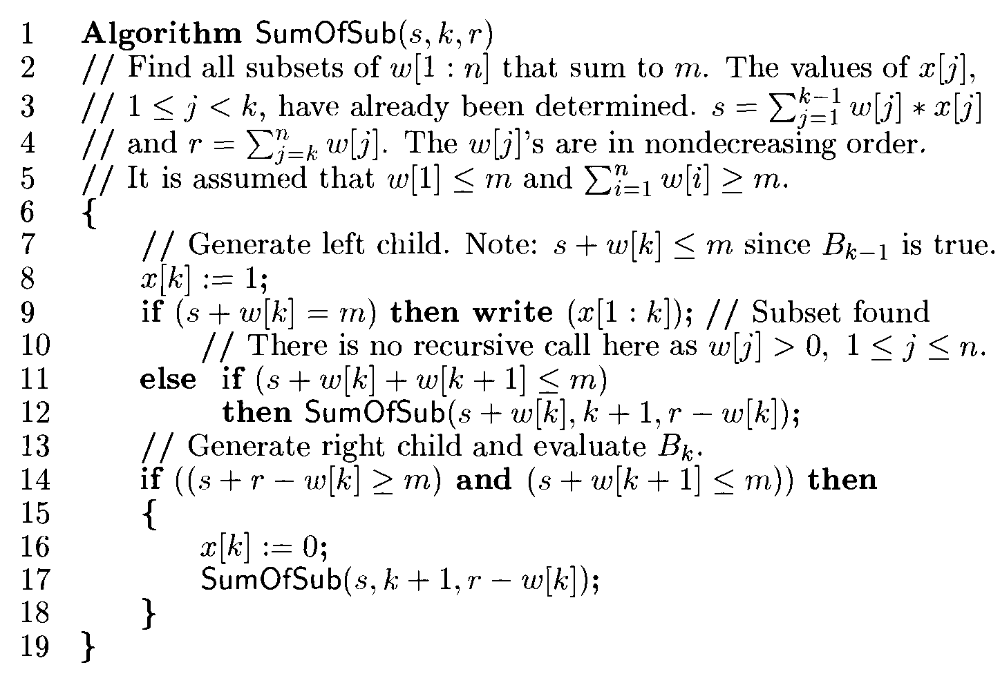 1 Algorithm SumOfSub(s, k, r)
2 // Find all subsets of w[1 : n] that sum to m. The values of x[j],
3 // 1 ≤ j < k, have already been determined. s = ∑_{j=1}^{k−1} w[j] ∗ x[j]
4 // and r = ∑_{j=k}^{n} w[j]. The w[j]'s are in nondecreasing order.
5 // It is assumed that w[1] ≤ m and ∑_{i=1}^{n} w[i] ≥ m.
6 {
7 // Generate left child. Note: s + w[k] ≤ m since B_{k−1} is true.
8 x[k] := 1;
9 if (s + w[k] = m) then write (x[1 : k]); // Subset found
10 // There is no recursive call here as w[j] > 0, 1 ≤ j ≤ n.
11 else if (s + w[k] + w[k + 1] ≤ m)
12 then SumOfSub(s + w[k], k + 1, r − w[k]);
13 // Generate right child and evaluate B_k.
14 if ((s + r − w[k] ≥ m) and (s + w[k + 1] ≤ m)) then
15 {
16 x[k] := 0;
17 SumOfSub(s, k + 1, r − w[k]);
18 }
19 }